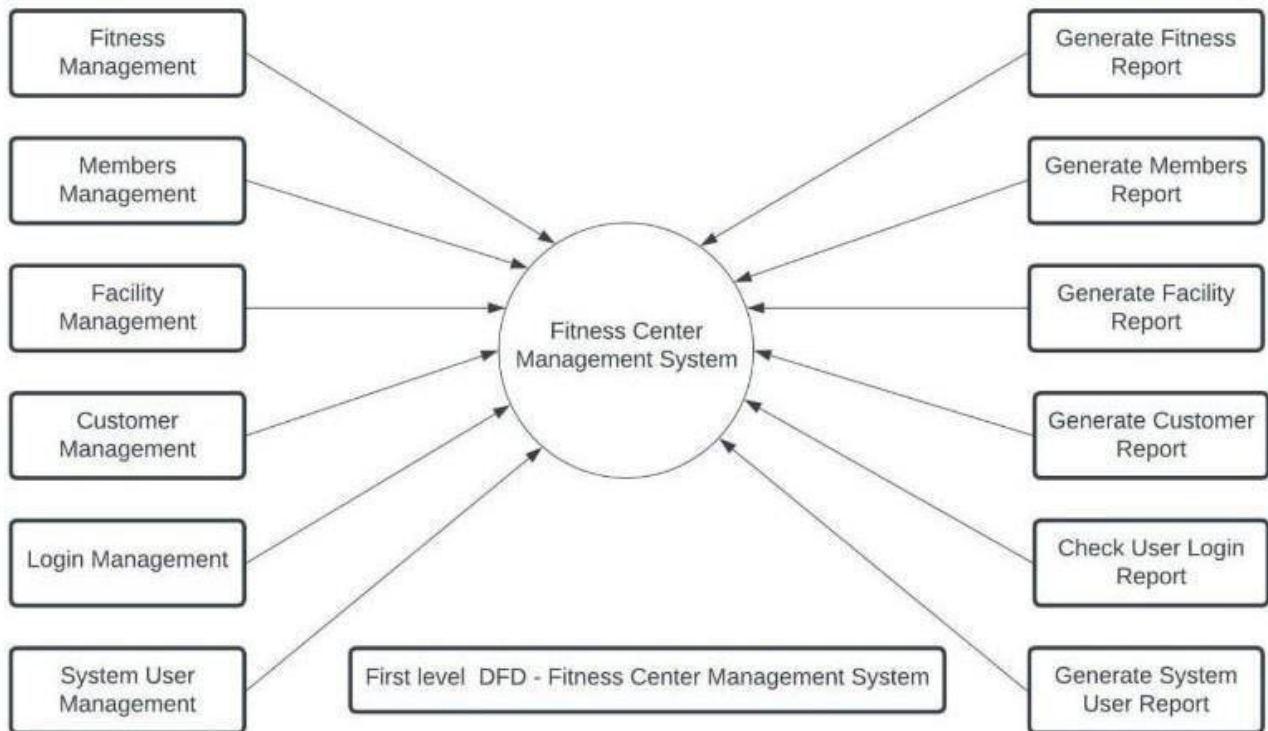 Fitness
Management
Members
Management
Facility
Management
Customer
Management
Login Management
System User
Management
Fitness Center
Management System
First level DFD - Fitness Center Management System
Generate Fitness
Report
Generate Members
Report
Generate Facility
Report
Generate Customer
Report
Check User Login
Report
Generate System
User Report